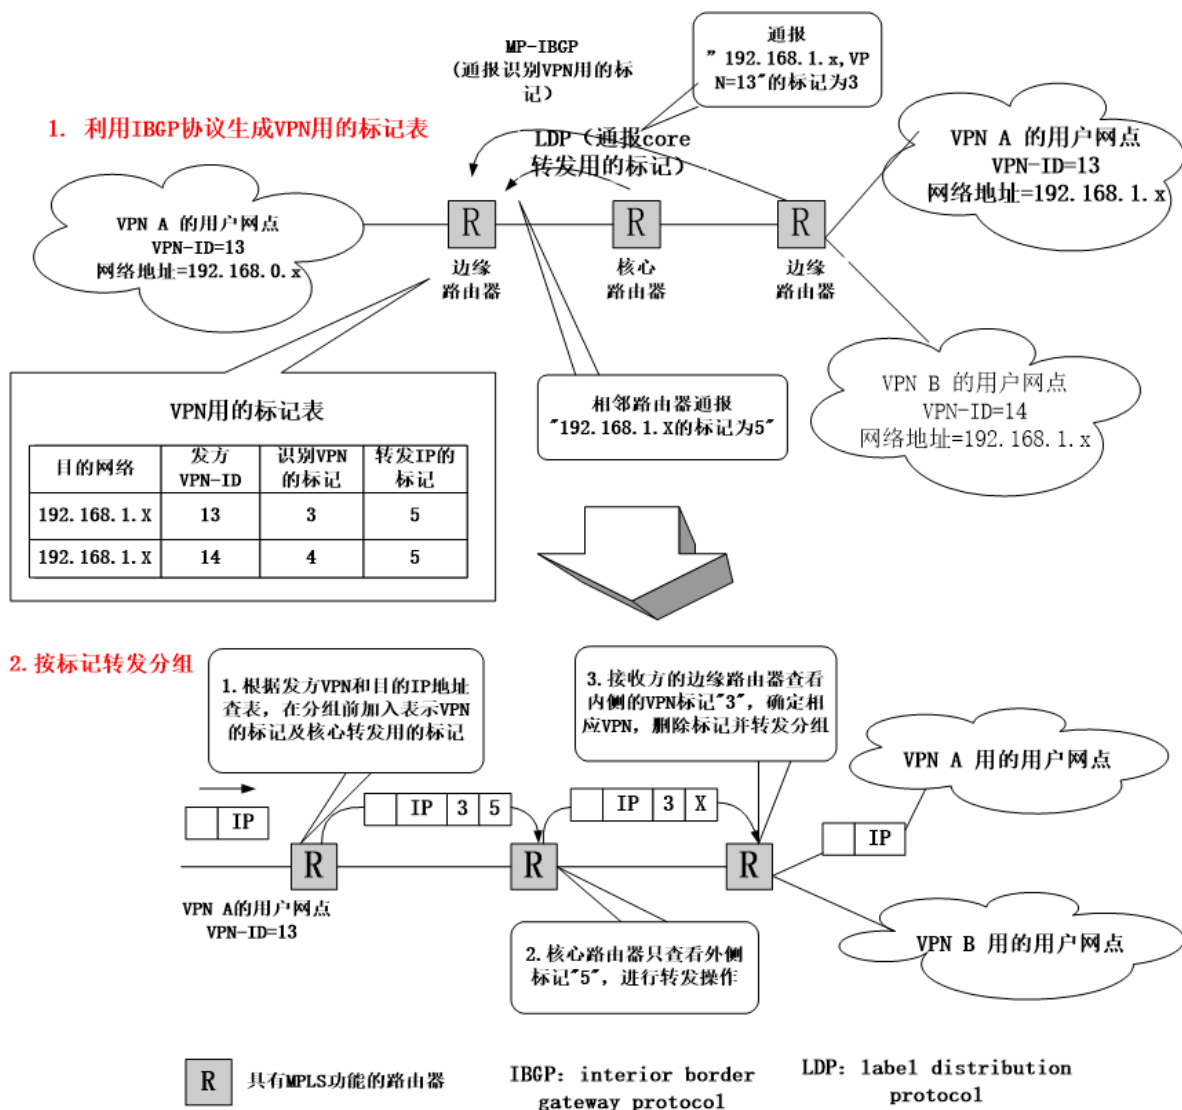 MP-IBGP
(通报识别VPN用的标
记)
通报
"192.168.1.x,VP
N=13"的标记为3
1. 利用IBGP协议生成VPN用的标记表
LDP(通报core
转发用的标记)
VPN A 的用户网点
VPN-ID=13
网络地址=192.168.1.x
VPN A 的用户网点
VPN-ID=13
网络地址=192.168.0.x
R
R
R
边缘
路由器
核心
路由器
边缘
路由器
VPN B 的用户网点
VPN-ID=14
网络地址=192.168.1.x
相邻路由器通报
"192.168.1.X的标记为5"
VPN用的标记表
目的网络 发方VPN-ID 识别VPN的标记 转发IP的标记
192.168.1.X 13 3 5
192.168.1.X 14 4 5
2.按标记转发分组
1.根据发方VPN和目的IP地址
查表, 在分组前加入表示VPN
的标记及核心转发用的标记
3.接收方的边缘路由器查看
内侧的VPN标记"3", 确定相
应VPN, 删除标记并转发分组
VPN A 用的用户网点
IP
IP 3 5
IP 3 X
IP
R
R
R
VPN A的用户网点
VPN-ID=13
2.核心路由器只查看外侧
标记"5", 进行转发操作
VPN B 用的用户网点
R 具有MPLS功能的路由器
IBGP: interior border
gateway protocol
LDP: label distribution
protocol